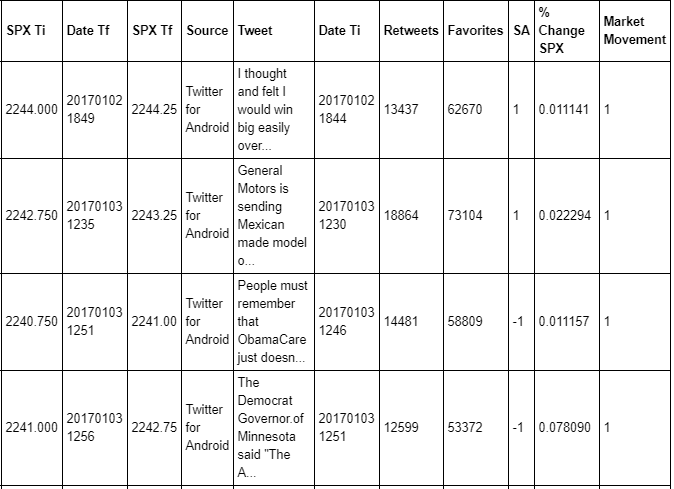 SPX Ti Date Tf SPX Tf Source Tweet Date Ti Retweets Favorites SA % Change SPX Market Movement
2244.000 20170102 1849 2244.25 Twitter for Android I thought and felt I would win big easily over... 20170102 1844 13437 62670 1 0.011141 1
2242.750 20170103 1235 2243.25 Twitter for Android General Motors is sending Mexican made model o... 20170103 1230 18864 73104 1 0.022294 1
2240.750 20170103 1251 2241.00 Twitter for Android People must remember that ObamaCare just doesn... 20170103 1246 14481 58809 -1 0.011157 1
2241.000 20170103 1256 2242.75 Twitter for Android The Democrat Governor.of Minnesota said "The A... 20170103 1251 12599 53372 -1 0.078090 1